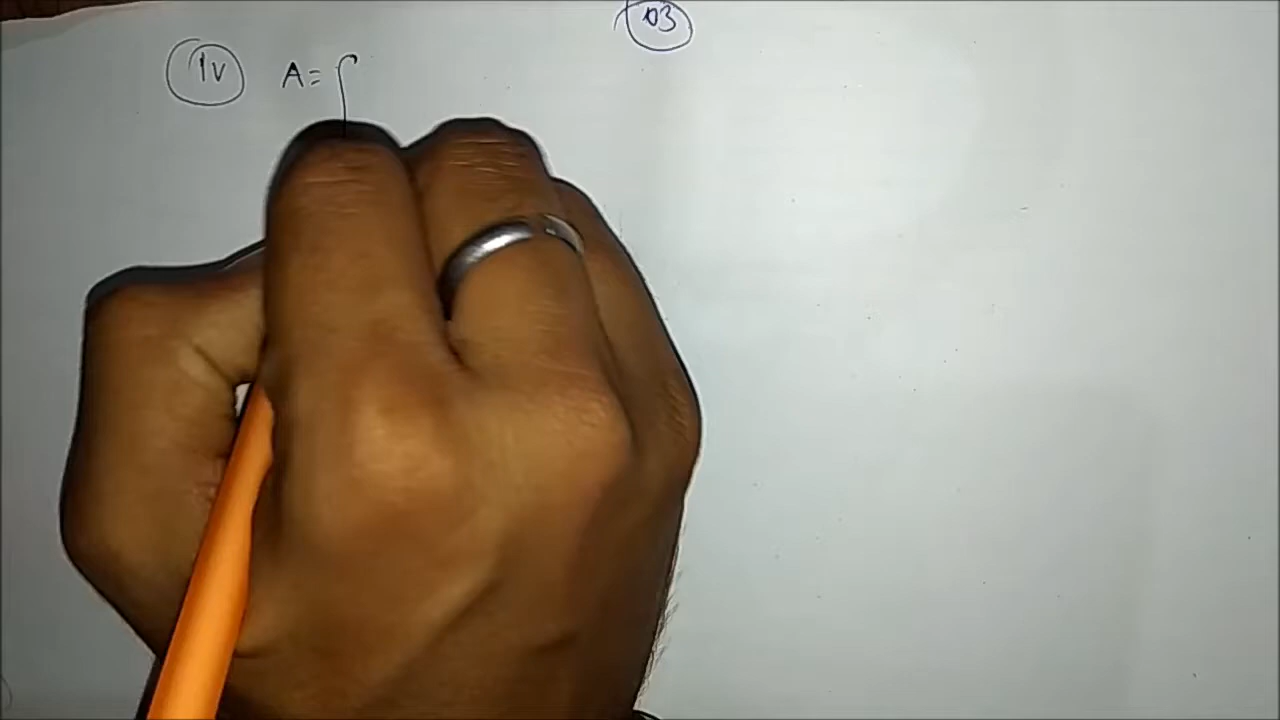 03
IV A = ∫